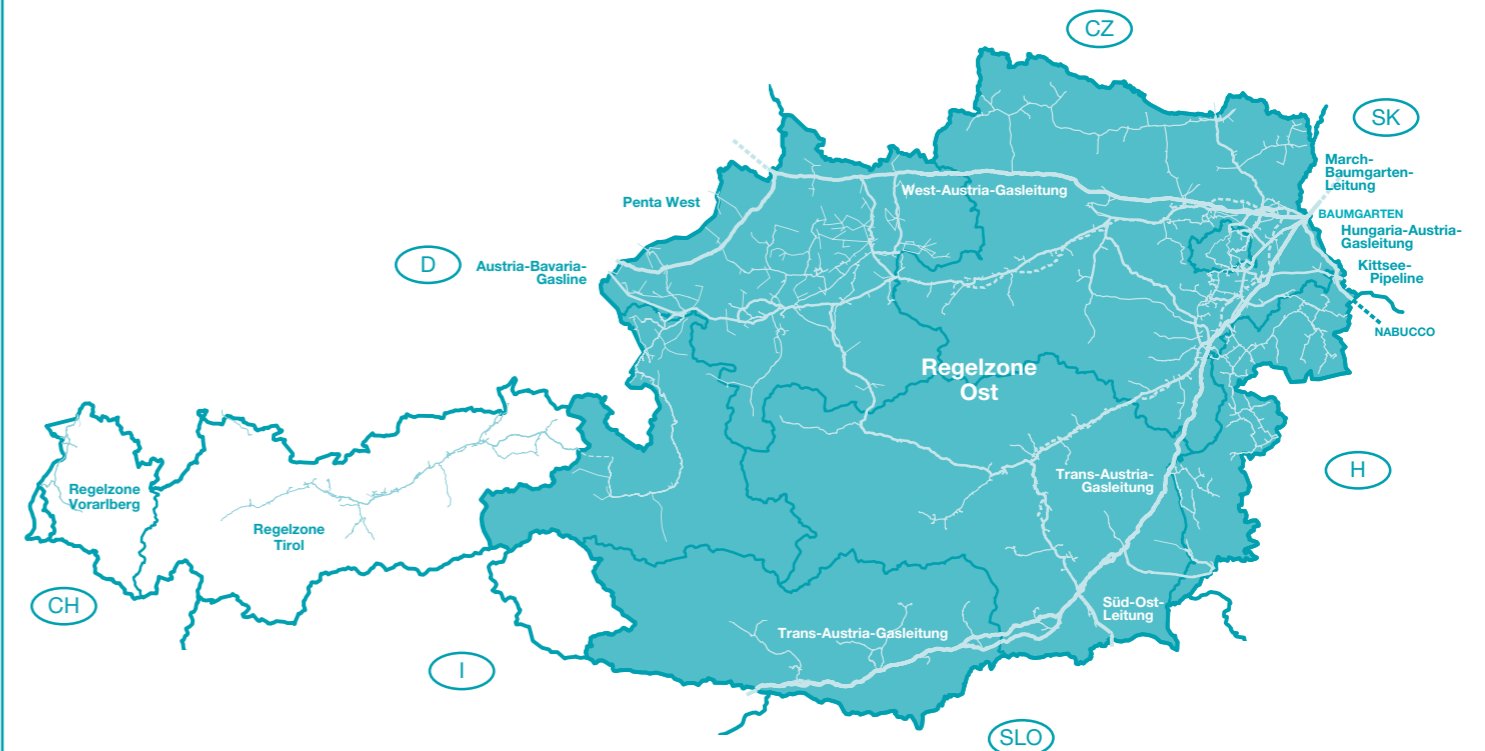 CZ
SK
March-
Baumgarten-
Leitung
West-Austria-Gasleitung
Penta West
BAUMGARTEN
Hungaria-Austria-
Gasleitung
D
Austria-Bavaria-
Gasline
Kittsee-
Pipeline
NABUCCO
Regelzone
Ost
H
Trans-Austria-
Gasleitung
Regelzone
Vorarlberg
Regelzone
Tirol
CH
Süd-Ost-
Leitung
Trans-Austria-Gasleitung
I
SLO